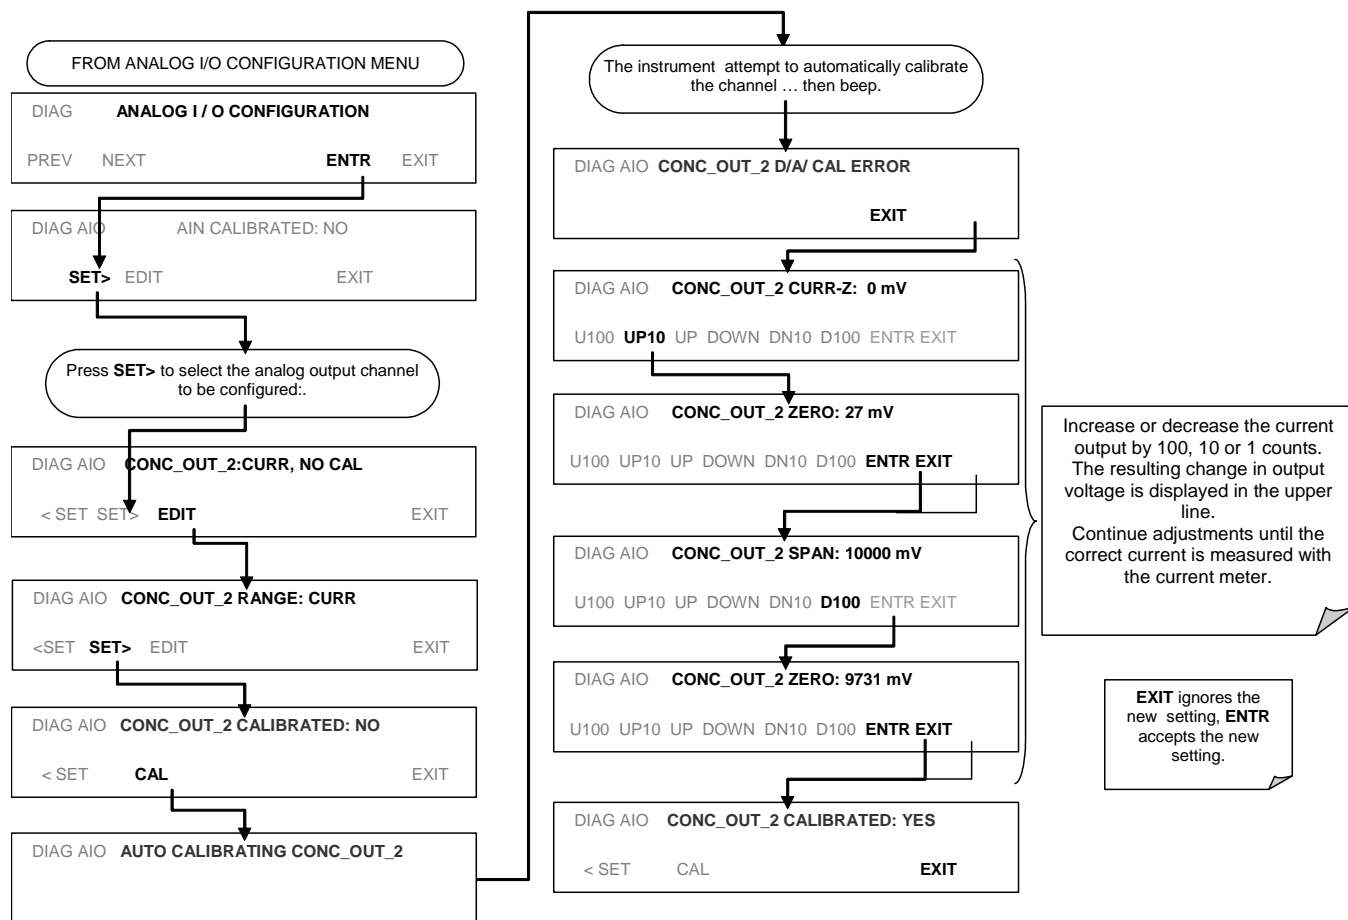 FROM ANALOG I/O CONFIGURATION MENU
DIAG ANALOG I / O CONFIGURATION
PREV NEXT ENTR EXIT
DIAG AIO AIN CALIBRATED: NO
SET> EDIT EXIT
Press SET> to select the analog output channel
to be configured:.
DIAG AIO CONC_OUT_2:CURR, NO CAL
< SET SET> EDIT EXIT
DIAG AIO CONC_OUT_2 RANGE: CURR
<SET SET> EDIT EXIT
DIAG AIO CONC_OUT_2 CALIBRATED: NO
< SET CAL EXIT
DIAG AIO AUTO CALIBRATING CONC_OUT_2
The instrument attempt to automatically calibrate
the channel … then beep.
DIAG AIO CONC_OUT_2 D/A/ CAL ERROR
EXIT
DIAG AIO CONC_OUT_2 CURR-Z: 0 mV
U100 UP10 UP DOWN DN10 D100 ENTR EXIT
DIAG AIO CONC_OUT_2 ZERO: 27 mV
U100 UP10 UP DOWN DN10 D100 ENTR EXIT
DIAG AIO CONC_OUT_2 SPAN: 10000 mV
U100 UP10 UP DOWN DN10 D100 ENTR EXIT
DIAG AIO CONC_OUT_2 ZERO: 9731 mV
U100 UP10 UP DOWN DN10 D100 ENTR EXIT
DIAG AIO CONC_OUT_2 CALIBRATED: YES
< SET CAL EXIT
Increase or decrease the current
output by 100, 10 or 1 counts.
The resulting change in output
voltage is displayed in the upper
line.
Continue adjustments until the
correct current is measured with
the current meter.
EXIT ignores the
new setting, ENTR
accepts the new
setting.